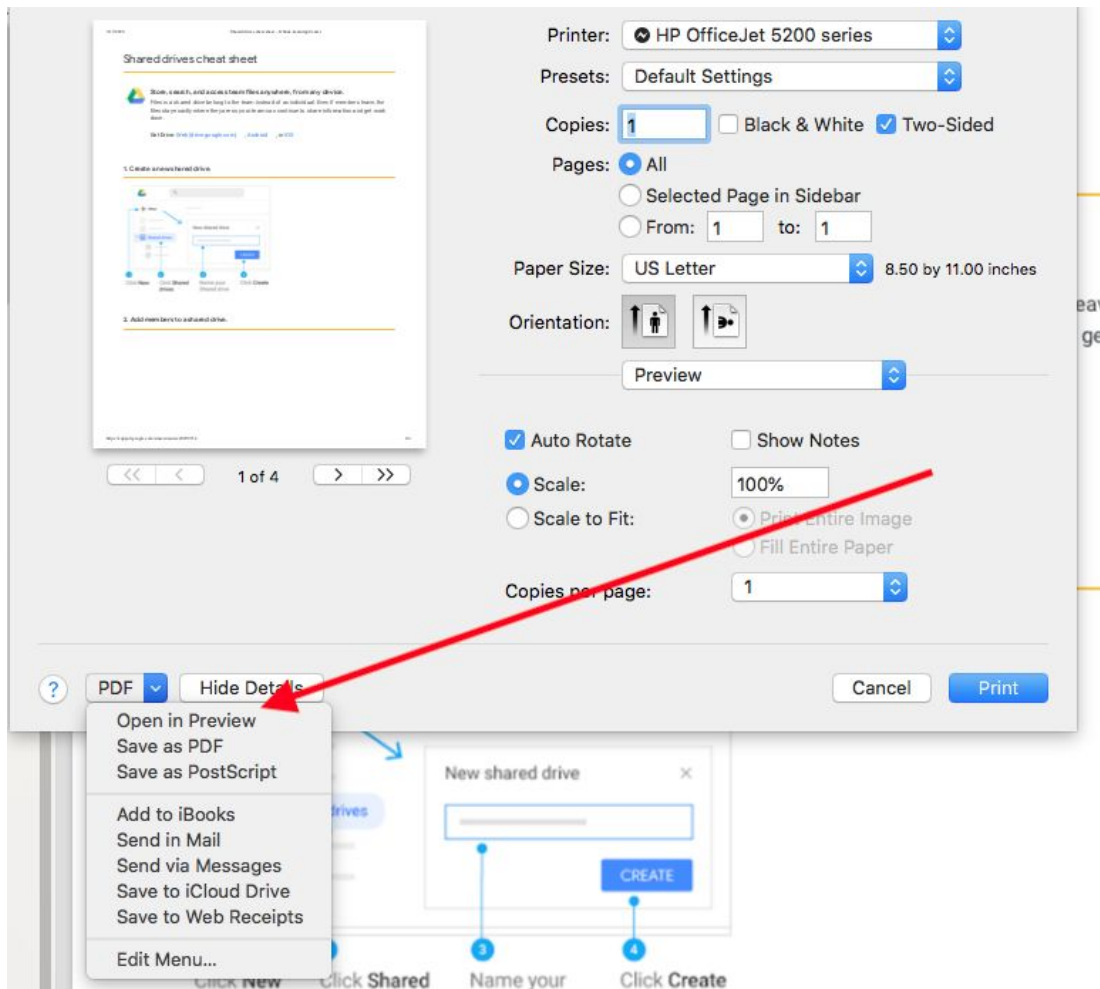 Shared drives cheat sheet
Store, search, and access team files anywhere, from any device.
1. Create a new shared drive.
New shared drive
Click New
Click Shared drives
Name your Shared drive
Click Create
2. Add members to a shared drive.
1 of 4
Printer: HP OfficeJet 5200 series
Presets: Default Settings
Copies: 1 Black & White Two-Sided
Pages: All
Selected Page in Sidebar
From: 1 to: 1
Paper Size: US Letter 8.50 by 11.00 inches
Orientation:
Preview
Auto Rotate Show Notes
Scale: 100%
Scale to Fit: Print Entire Image
Fill Entire Paper
Copies per page: 1
? PDF Hide Details Cancel Print
Open in Preview
Save as PDF
Save as PostScript
Add to iBooks
Send in Mail
Send via Messages
Save to iCloud Drive
Save to Web Receipts
Edit Menu...
New shared drive
drives
CREATE
3 4
Click New Click Shared Name your Click Create